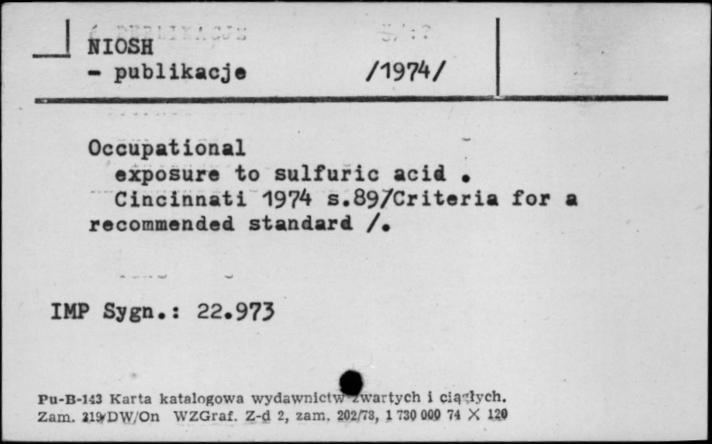 NIOSH
- publikacje /1974/
Occupational
exposure to sulfuric acid .
Cincinnati 1974 s.89/Criteria for a
recommended standard /.
IMP Sygn.: 22.973
Pu-B-143 Karta katalogowa wydawnictw zwartych i ciągłych.
Zam. 219/DW/On WZGraf. Z-d 2, zam. 202/78, 1 730 000 74 X 120